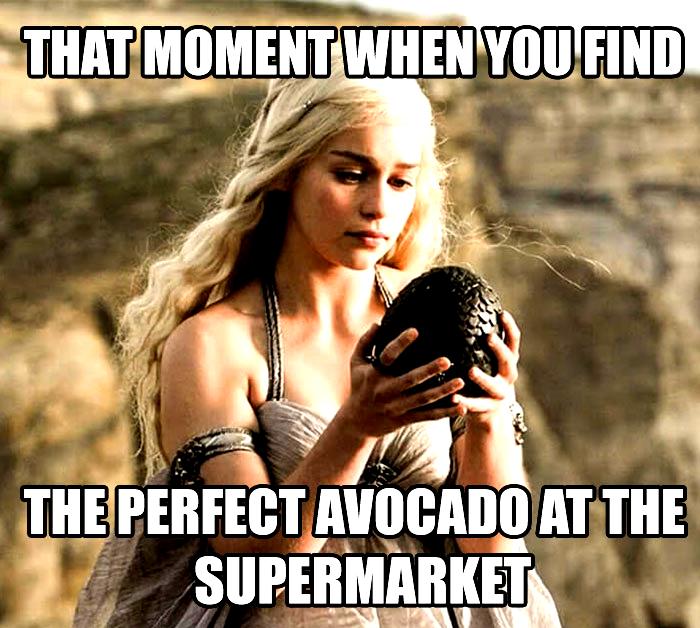 THAT MOMENT WHEN YOU FIND
THE PERFECT AVOCADO AT THE
SUPERMARKET